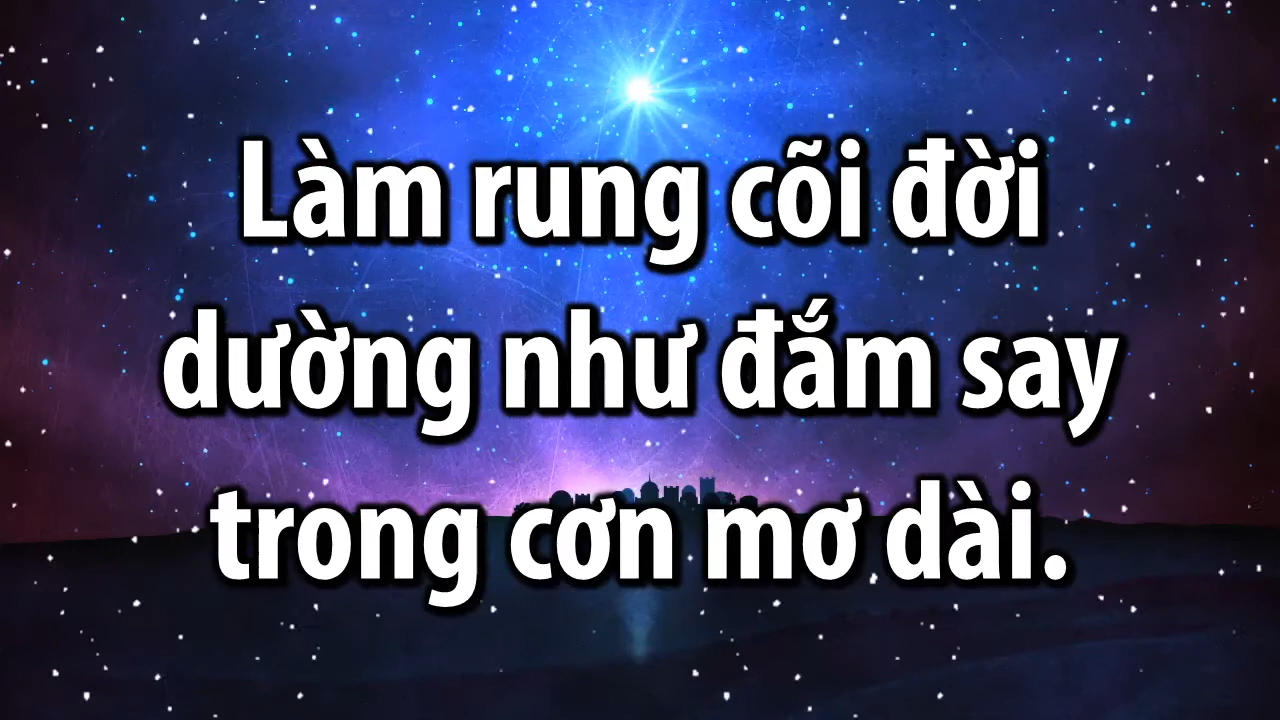 Làm rung cõi đời
dường như đắm say
trong cơn mơ dài.